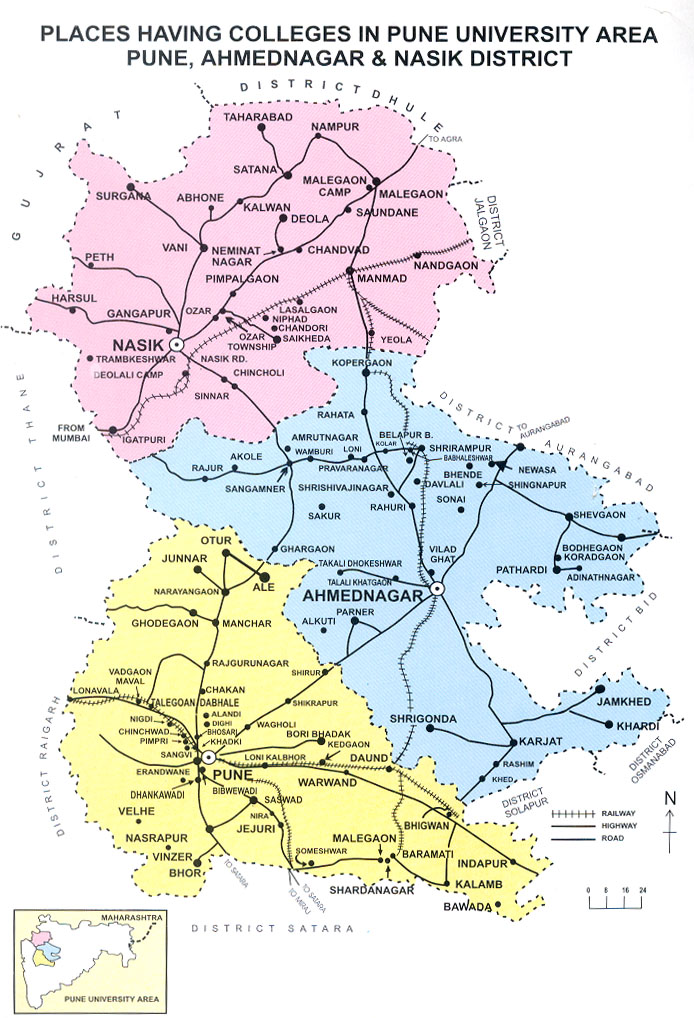 PLACES HAVING COLLEGES IN PUNE UNIVERSITY AREA
PUNE, AHMEDNAGAR & NASIK DISTRICT
DISTRICT DHULE
GUJRAT
TO AGRA
TAHARABAD
NAMPUR
SATANA
MALEGAON
CAMP
MALEGAON
SURGANA
ABHONE
KALWAN
DEOLA
SAUNDANE
DISTRICT
JALGAON
VANI
NEMINAT
NAGAR
CHANDVAD
PETH
NANDGAON
MANMAD
PIMPALGAON
HARSUL
GANGAPUR
OZAR
LASALGAON
NIPHAD
CHANDORI
SAIKHEDA
OZAR
TOWNSHIP
NASIK
YEOLA
TRAMBKESHWAR
NASIK RD.
KOPERGAON
DEOLALI CAMP
CHINCHOLI
SINNAR
DISTRICT THANE
FROM
MUMBAI
IGATPURI
RAHATA
DISTRICT
TO
AURANGABAD
AURANGABAD
AMRUTNAGAR
BELAPUR B.
KOLAR
SHRIRAMPUR
AKOLE
WAMBURI
LONI
BABHALESHWAR
RAJUR
PRAVARANAGAR
BHENDE
NEWASA
SANGAMNER
SHRISHIVAJINAGAR
DAVLALI
SHINGNAPUR
SONAI
SAKUR
RAHURI
SHEVGAON
OTUR
GHARGAON
JUNNAR
VILAD
GHAT
BODHEGAON
KORADGAON
TAKALI DHOKESHWAR
PATHARDI
ADINATHNAGAR
ALE
TALALI KHATGAON
NARAYANGAON
AHMEDNAGAR
PARNER
GHODEGAON
MANCHAR
ALKUTI
DISTRICT BID
RAJGURUNAGAR
SHIRUR
VADGAON
MAVAL
LONAVALA
CHAKAN
TALEGOAN DABHALE
SHIKRAPUR
JAMKHED
ALANDI
DIGHI
NIGDI
WAGHOLI
SHRIGONDA
KHARDI
CHINCHWAD
BHOSARI
PIMPRI
KHADKI
BORI BHADAK
KEDGAON
KARJAT
DISTRICT
OSMANABAD
SANGVI
LONI KALBHOR
DAUND
RASHIM
DISTRICT RAIGARH
ERANDWANE
PUNE
WARWAND
KHED
DHANKAWADI
BIBWEWADI
SASWAD
DISTRICT
SOLAPUR
N
VELHE
NIRA
BHIGWAN
RAILWAY
HIGHWAY
ROAD
JEJURI
NASRAPUR
MALEGAON
VINZER
SOMESHWAR
BARAMATI
INDAPUR
BHOR
TO SATARA
SHARDANAGAR
KALAMB
TO SATARA
TO MIRAJ
BAWADA
0 8 16 24
DISTRICT SATARA
MAHARASHTRA
PUNE UNIVERSITY AREA